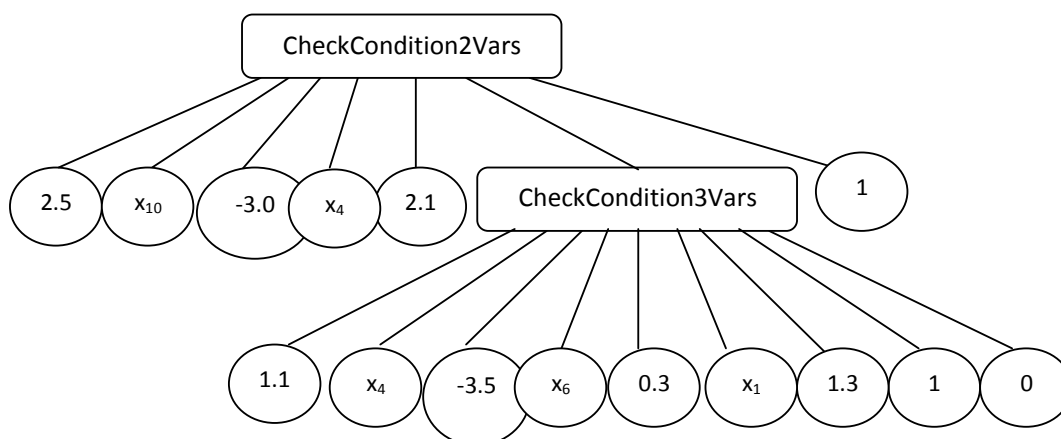 CheckCondition2Vars
2.5 x₁₀ -3.0 x₄ 2.1 CheckCondition3Vars 1
1.1 x₄ -3.5 x₆ 0.3 x₁ 1.3 1 0